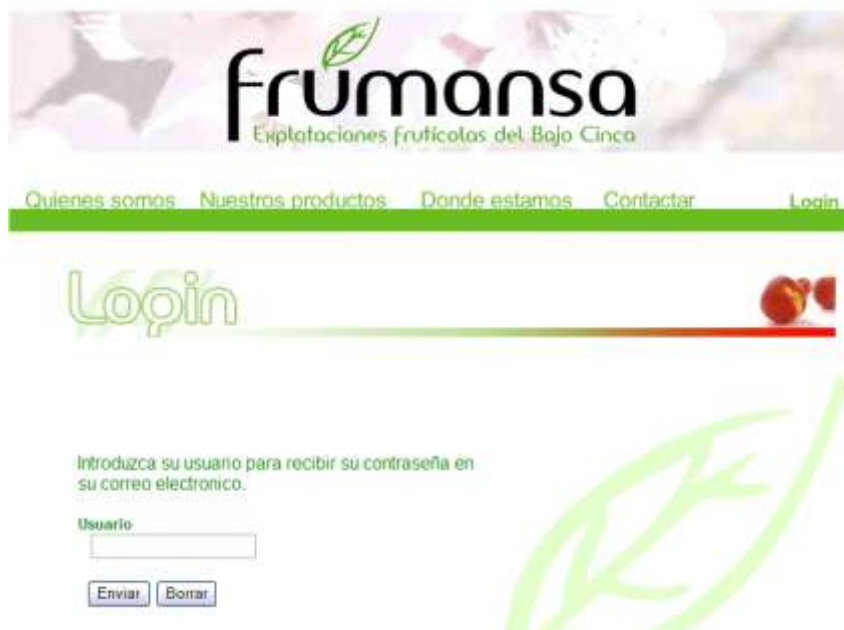 frumansa
Explotaciones frutícolas del Bajo Cinca
Quienes somos Nuestros productos Donde estamos Contactar Login
Login
Introduzca su usuario para recibir su contraseña en
su correo electronico.
Usuario
Enviar Borrar